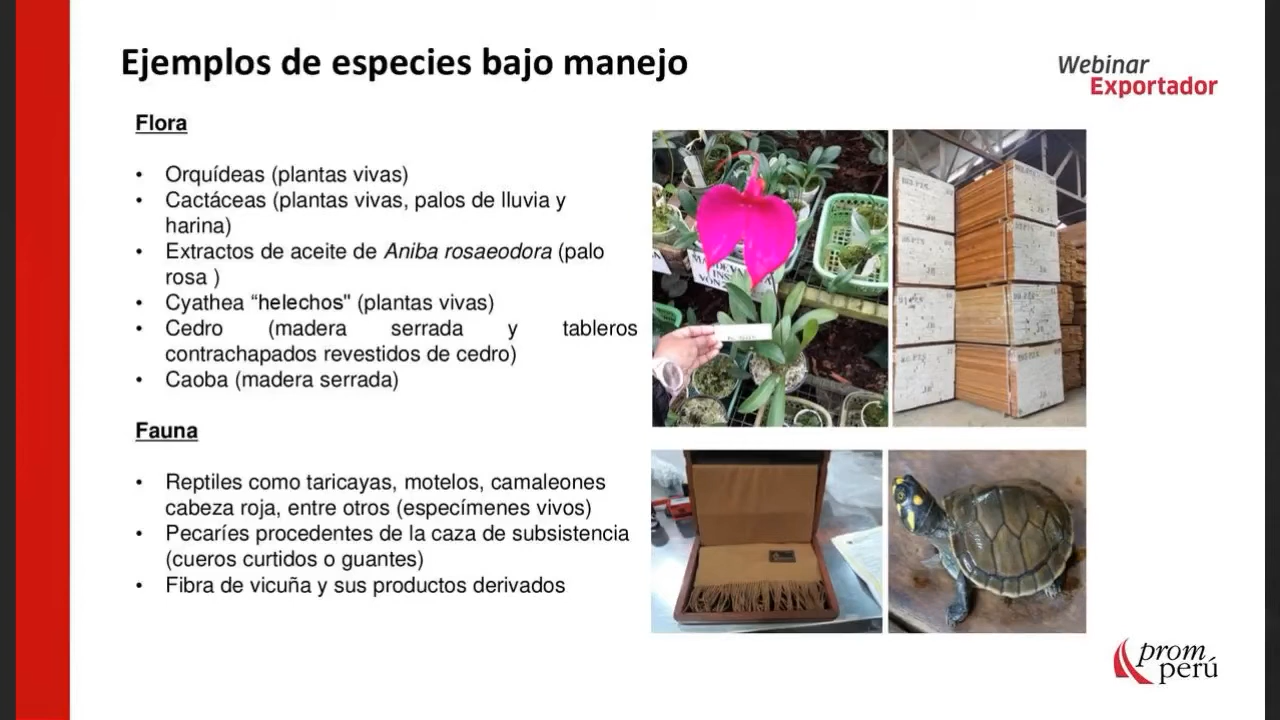 Ejemplos de especies bajo manejo
Webinar
Exportador
Flora
• Orquídeas (plantas vivas)
• Cactáceas (plantas vivas, palos de lluvia y
harina)
• Extractos de aceite de Aniba rosaeodora (palo
rosa )
• Cyathea “helechos" (plantas vivas)
• Cedro (madera serrada y tableros
contrachapados revestidos de cedro)
• Caoba (madera serrada)
Fauna
• Reptiles como taricayas, motelos, camaleones
cabeza roja, entre otros (especímenes vivos)
• Pecaríes procedentes de la caza de subsistencia
(cueros curtidos o guantes)
• Fibra de vicuña y sus productos derivados
prom
perú